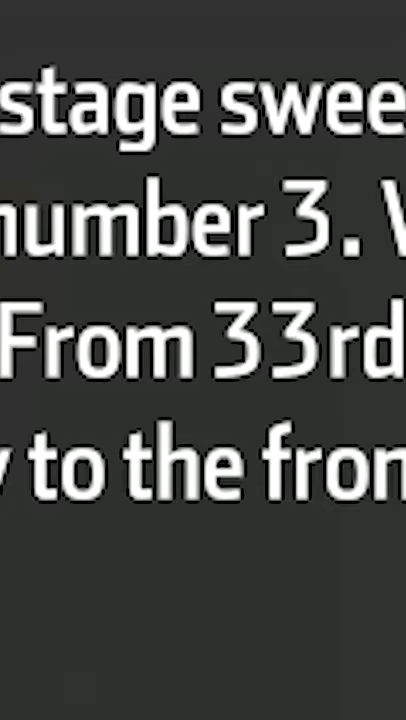 stage swee
number 3. V
From 33rd
y to the fron